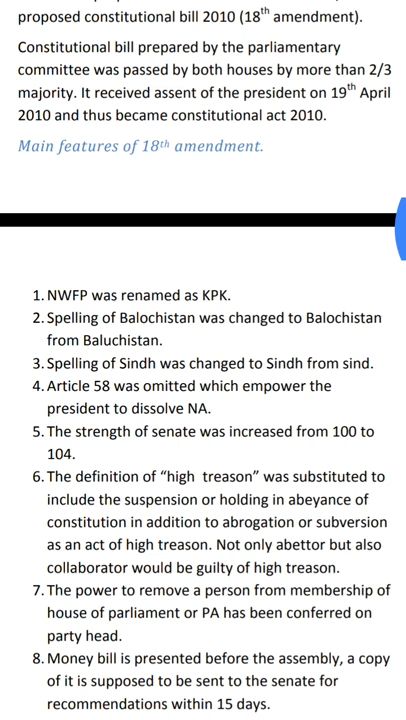 proposed constitutional bill 2010 (18th amendment).
Constitutional bill prepared by the parliamentary
committee was passed by both houses by more than 2/3
majority. It received assent of the president on 19th April
2010 and thus became constitutional act 2010.
Main features of 18th amendment.
1. NWFP was renamed as KPK.
2. Spelling of Balochistan was changed to Balochistan
from Baluchistan.
3. Spelling of Sindh was changed to Sindh from sind.
4. Article 58 was omitted which empower the
president to dissolve NA.
5. The strength of senate was increased from 100 to
104.
6. The definition of “high treason” was substituted to
include the suspension or holding in abeyance of
constitution in addition to abrogation or subversion
as an act of high treason. Not only abettor but also
collaborator would be guilty of high treason.
7. The power to remove a person from membership of
house of parliament or PA has been conferred on
party head.
8. Money bill is presented before the assembly, a copy
of it is supposed to be sent to the senate for
recommendations within 15 days.